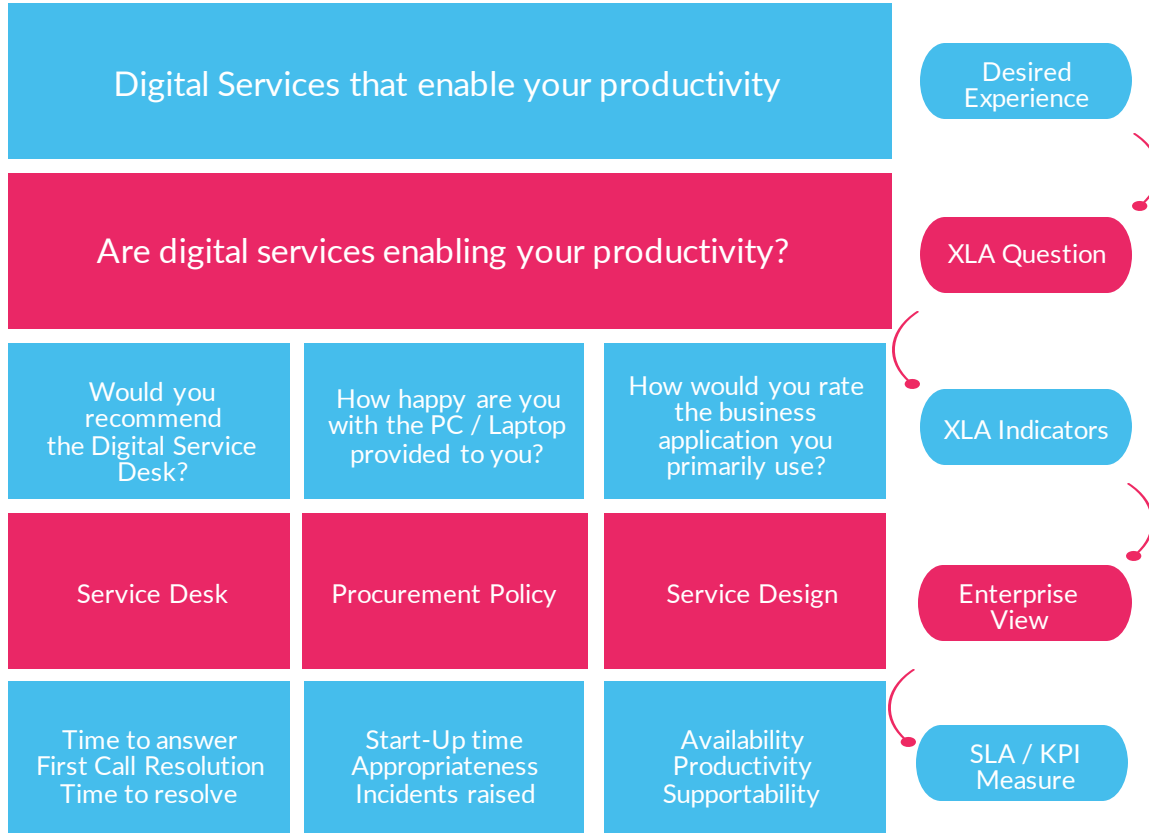 Digital Services that enable your productivity
Desired
Experience
Are digital services enabling your productivity?
XLA Question
Would you
recommend
the Digital Service
Desk?
How happy are you
with the PC / Laptop
provided to you?
How would you rate
the business
application you
primarily use?
XLA Indicators
Service Desk
Procurement Policy
Service Design
Enterprise
View
Time to answer
First Call Resolution
Time to resolve
Start-Up time
Appropriateness
Incidents raised
Availability
Productivity
Supportability
SLA / KPI
Measure